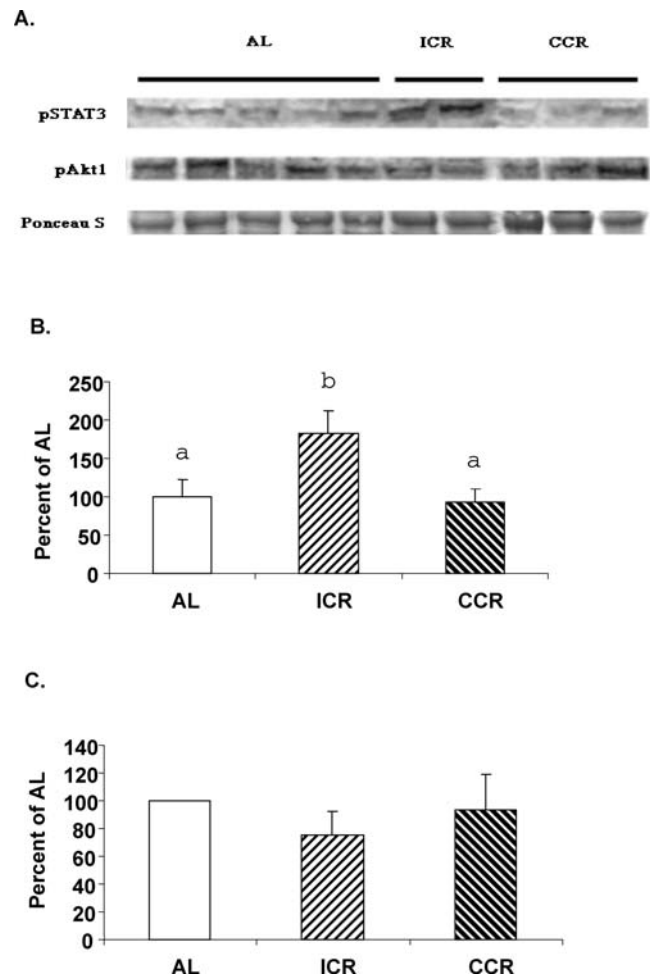 A.
AL ICR CCR
pSTAT3
pAkt1
Ponceau S
B.
Percent of AL
250
200
150
100
50
0
a
b
a
AL ICR CCR
C.
Percent of AL
140
120
100
80
60
40
20
0
AL ICR CCR